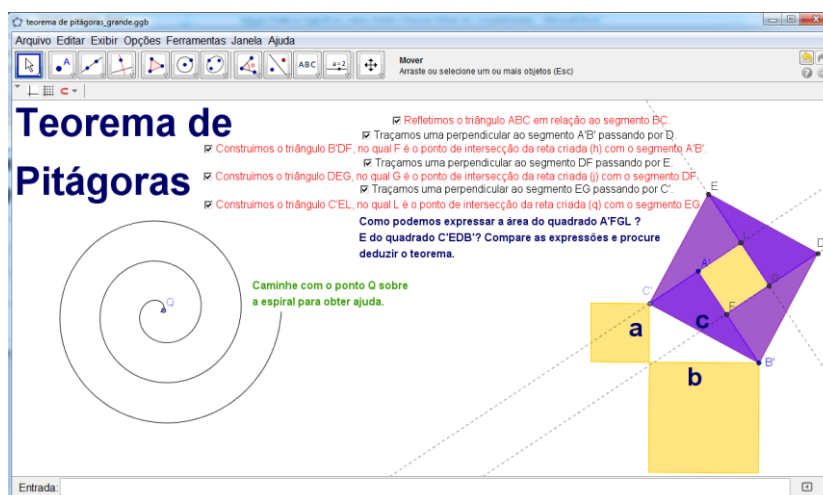 teorema de pitágoras_grande.ggb
Arquivo Editar Exibir Opções Ferramentas Janela Ajuda
A
ABC
a=2
Mover
Arraste ou selecione um ou mais objetos (Esc)
Teorema de
Pitágoras
Refletimos o triângulo ABC em relação ao segmento BC.
Traçamos uma perpendicular ao segmento A'B' passando por D.
Construimos o triângulo B'DF, no qual F é o ponto de intersecção da reta criada (h) com o segmento A'B'.
Traçamos uma perpendicular ao segmento DF passando por E.
Construimos o triângulo DEG, no qual G é o ponto de intersecção da reta criada (j) com o segmento DF.
Traçamos uma perpendicular ao segmento EG passando por C'.
Construimos o triângulo C'EL, no qual L é o ponto de intersecção da reta criada (q) com o segmento EG.
Como podemos expressar a área do quadrado A'FGL ?
E do quadrado C'EDB'? Compare as expressões e procure
deduzir o teorema.
Caminhe com o ponto Q sobre
a espiral para obter ajuda.
Q
E
D
L
A'
G
C'
F
c
a
B'
b
Entrada: